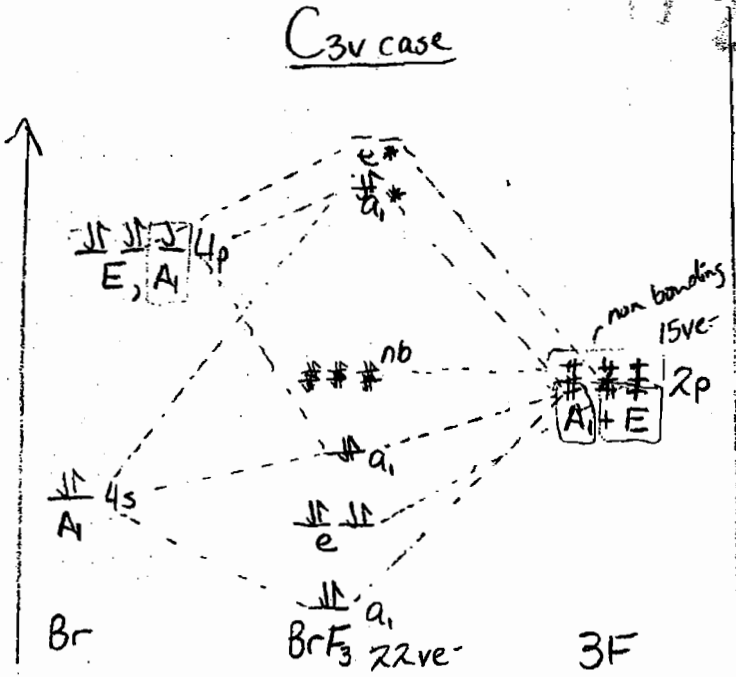 C3v case
e*
a1*
4p
E, A1
non bonding
15ve-
nb
2p
A1 + E
a1
4s
A1
e
a1
Br
BrF3 22ve-
3F